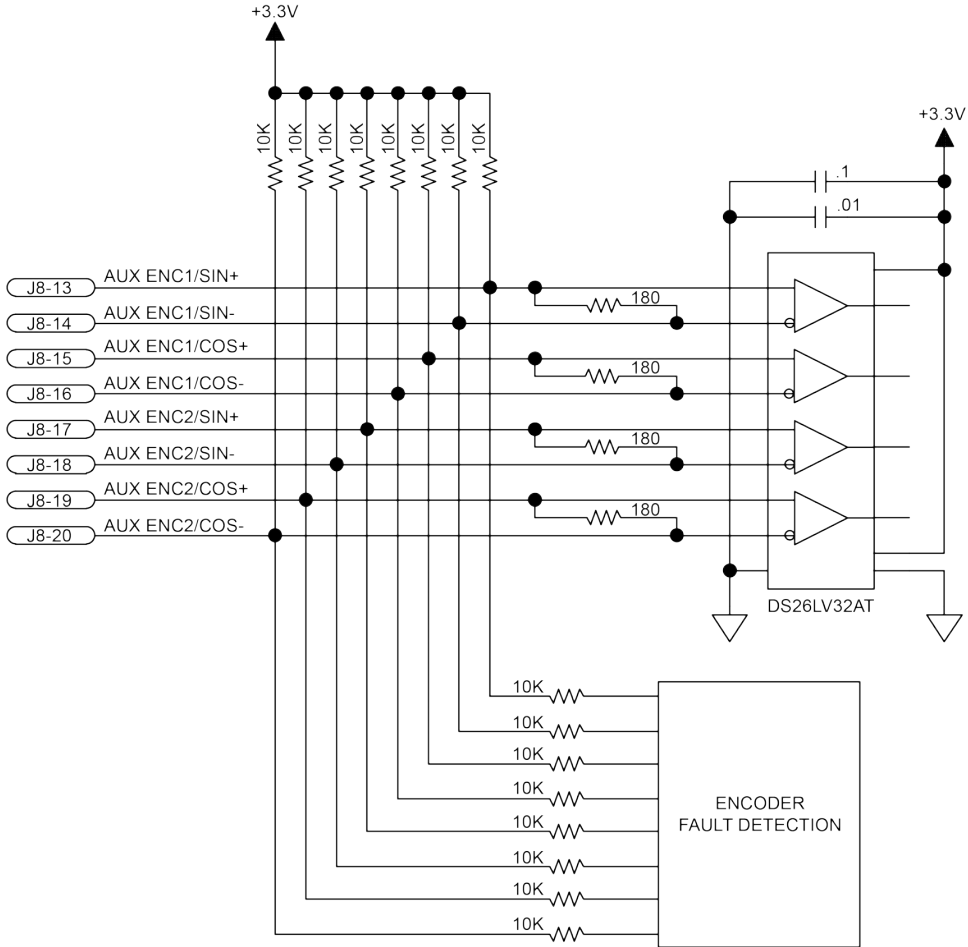 +3.3V
10K 10K 10K 10K 10K 10K 10K 10K
+3.3V
.1
.01
J8-13 AUX ENC1/SIN+
180
J8-14 AUX ENC1/SIN-
J8-15 AUX ENC1/COS+
180
J8-16 AUX ENC1/COS-
J8-17 AUX ENC2/SIN+
180
J8-18 AUX ENC2/SIN-
J8-19 AUX ENC2/COS+
180
J8-20 AUX ENC2/COS-
DS26LV32AT
10K
10K
10K
10K
10K
10K
10K
10K
ENCODER
FAULT DETECTION